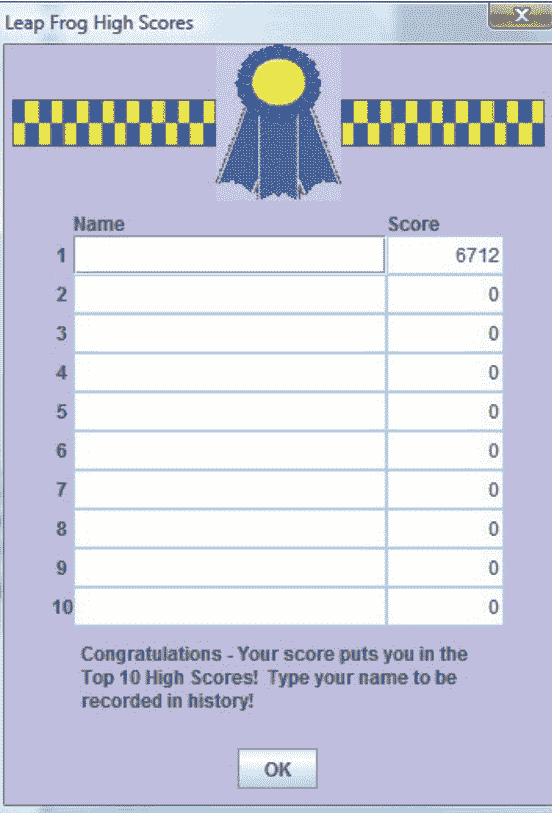 Leap Frog High Scores
Name Score
1 6712
2 0
3 0
4 0
5 0
6 0
7 0
8 0
9 0
10 0
Congratulations - Your score puts you in the
Top 10 High Scores! Type your name to be
recorded in history!
OK